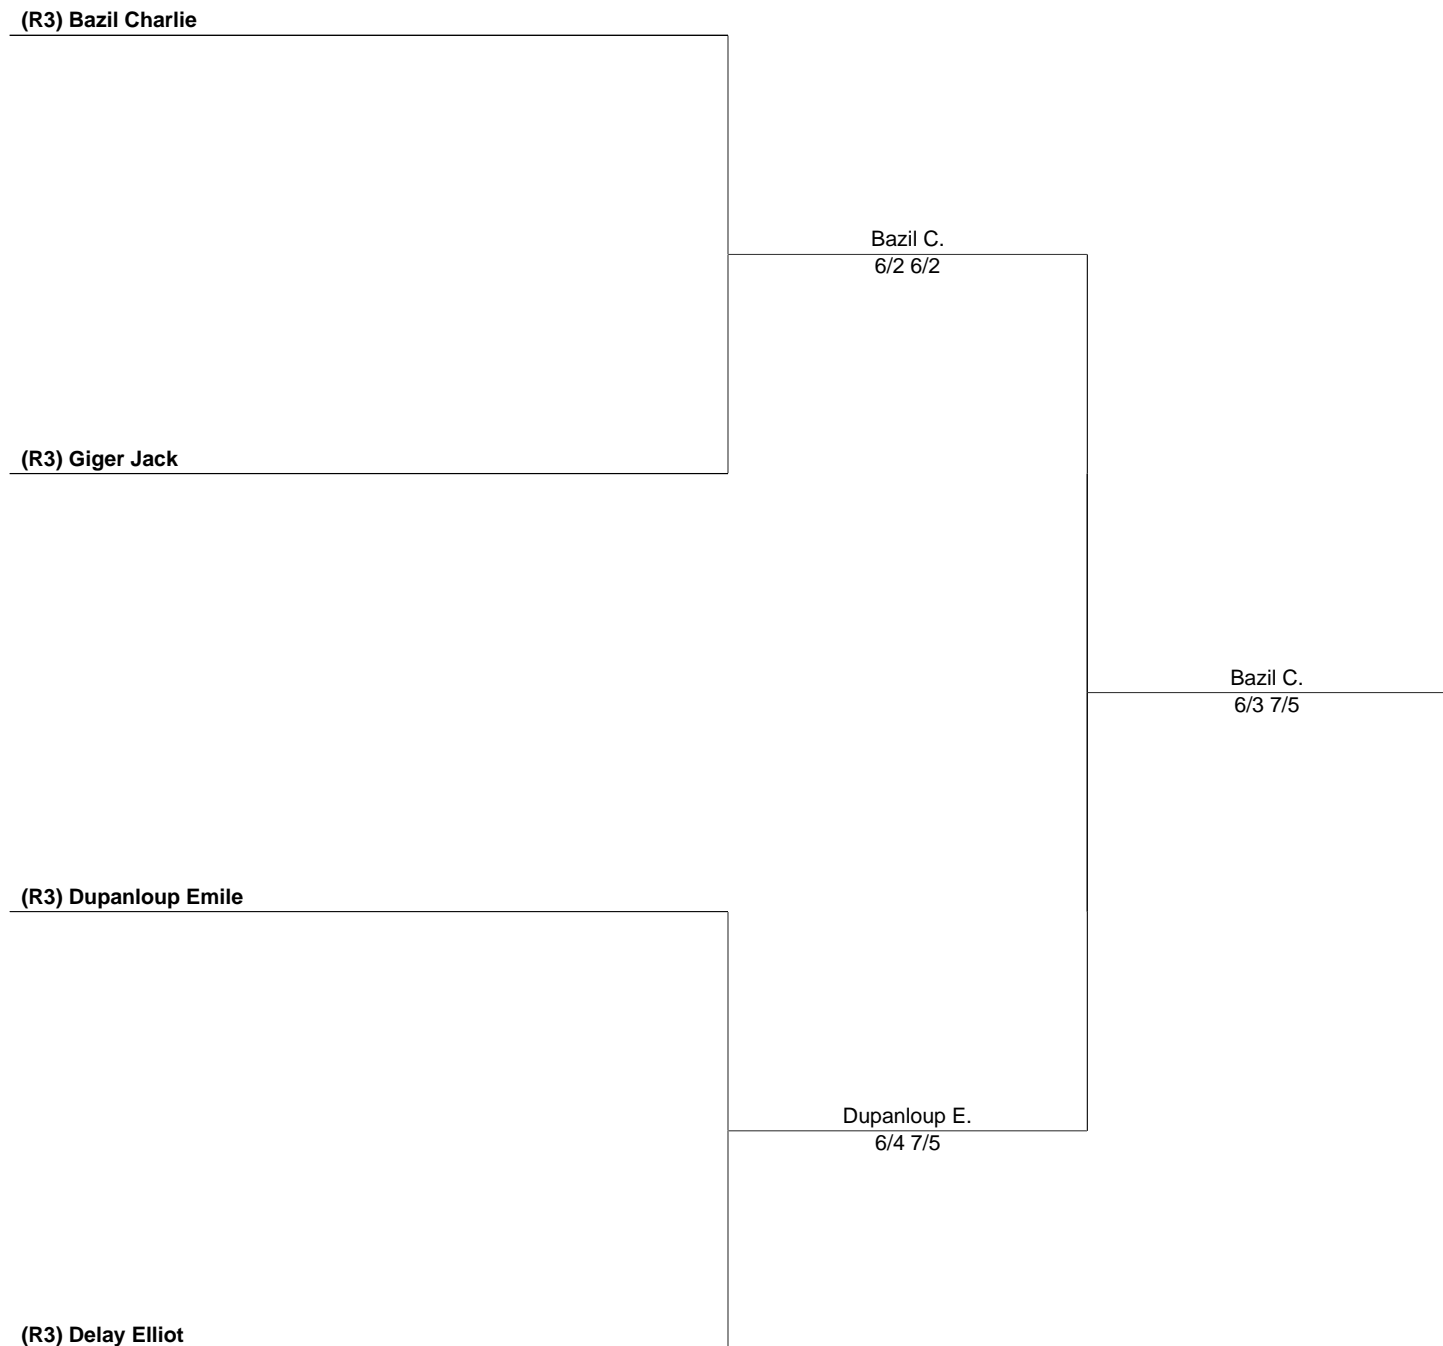 (R3) Bazil Charlie
Bazil C.
6/2 6/2
(R3) Giger Jack
Bazil C.
6/3 7/5
(R3) Dupanloup Emile
Dupanloup E.
6/4 7/5
(R3) Delay Elliot